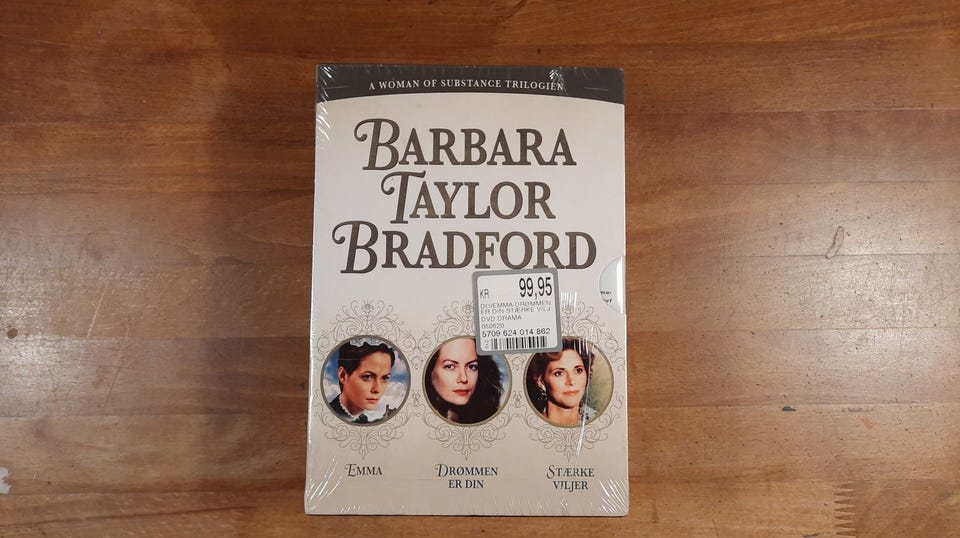 A WOMAN OF SUBSTANCE TRILOGIEN
BARBARA
TAYLOR
BRADFORD
KR 99,95
DO/EMMA-DRØMMEN
ER DIN-STÆRKE VILJ
DVD DRAMA
060520
5709 624 014 862
EMMA
DRØMMEN
ER DIN
STÆRKE
VILJER